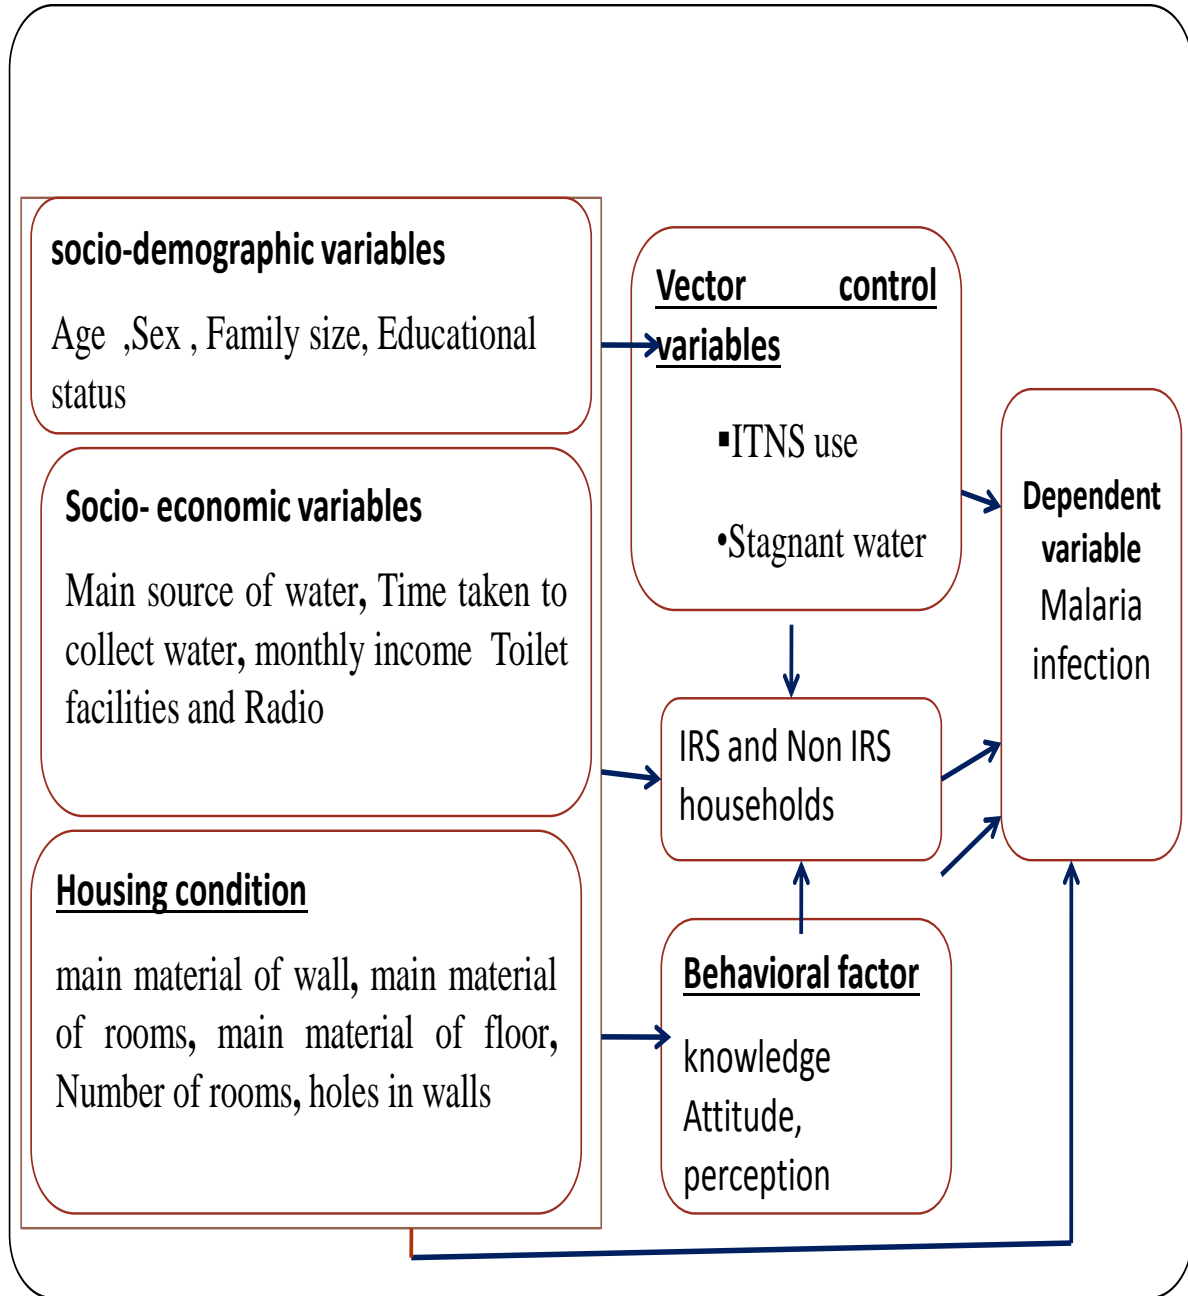 socio-demographic variables
Age ,Sex , Family size, Educational
status
Socio- economic variables
Main source of water, Time taken to
collect water, monthly income Toilet
facilities and Radio
Housing condition
main material of wall, main material
of rooms, main material of floor,
Number of rooms, holes in walls
Vector control
variables
▪ITNS use
•Stagnant water
IRS and Non IRS
households
Behavioral factor
knowledge
Attitude,
perception
Dependent
variable
Malaria
infection